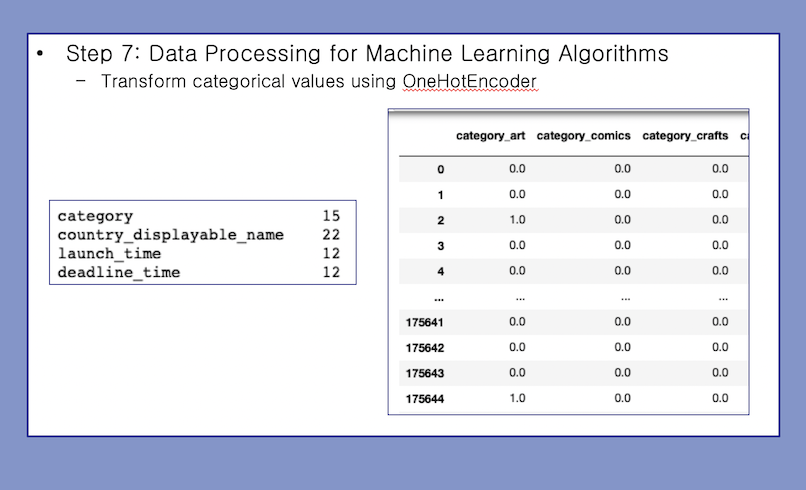 • Step 7: Data Processing for Machine Learning Algorithms
– Transform categorical values using OneHotEncoder
category 15
country_displayable_name 22
launch_time 12
deadline_time 12
category_art category_comics category_crafts
0 0.0 0.0 0.0
1 0.0 0.0 0.0
2 1.0 0.0 0.0
3 0.0 0.0 0.0
4 0.0 0.0 0.0
... ... ... ...
175641 0.0 0.0 0.0
175642 0.0 0.0 0.0
175643 0.0 0.0 0.0
175644 1.0 0.0 0.0